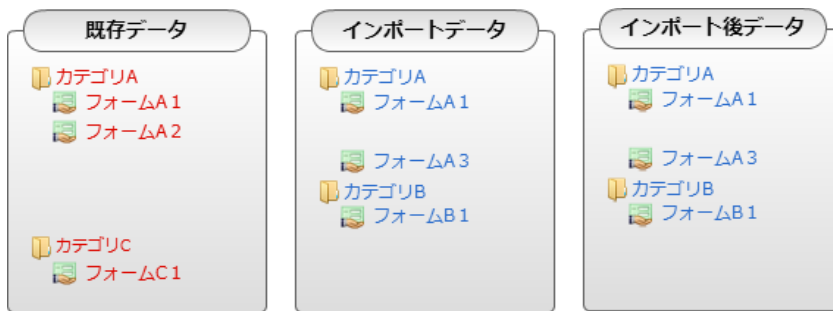 既存データ
カテゴリA
フォームA1
フォームA2
カテゴリC
フォームC1
インポートデータ
カテゴリA
フォームA1
フォームA3
カテゴリB
フォームB1
インポート後データ
カテゴリA
フォームA1
フォームA3
カテゴリB
フォームB1